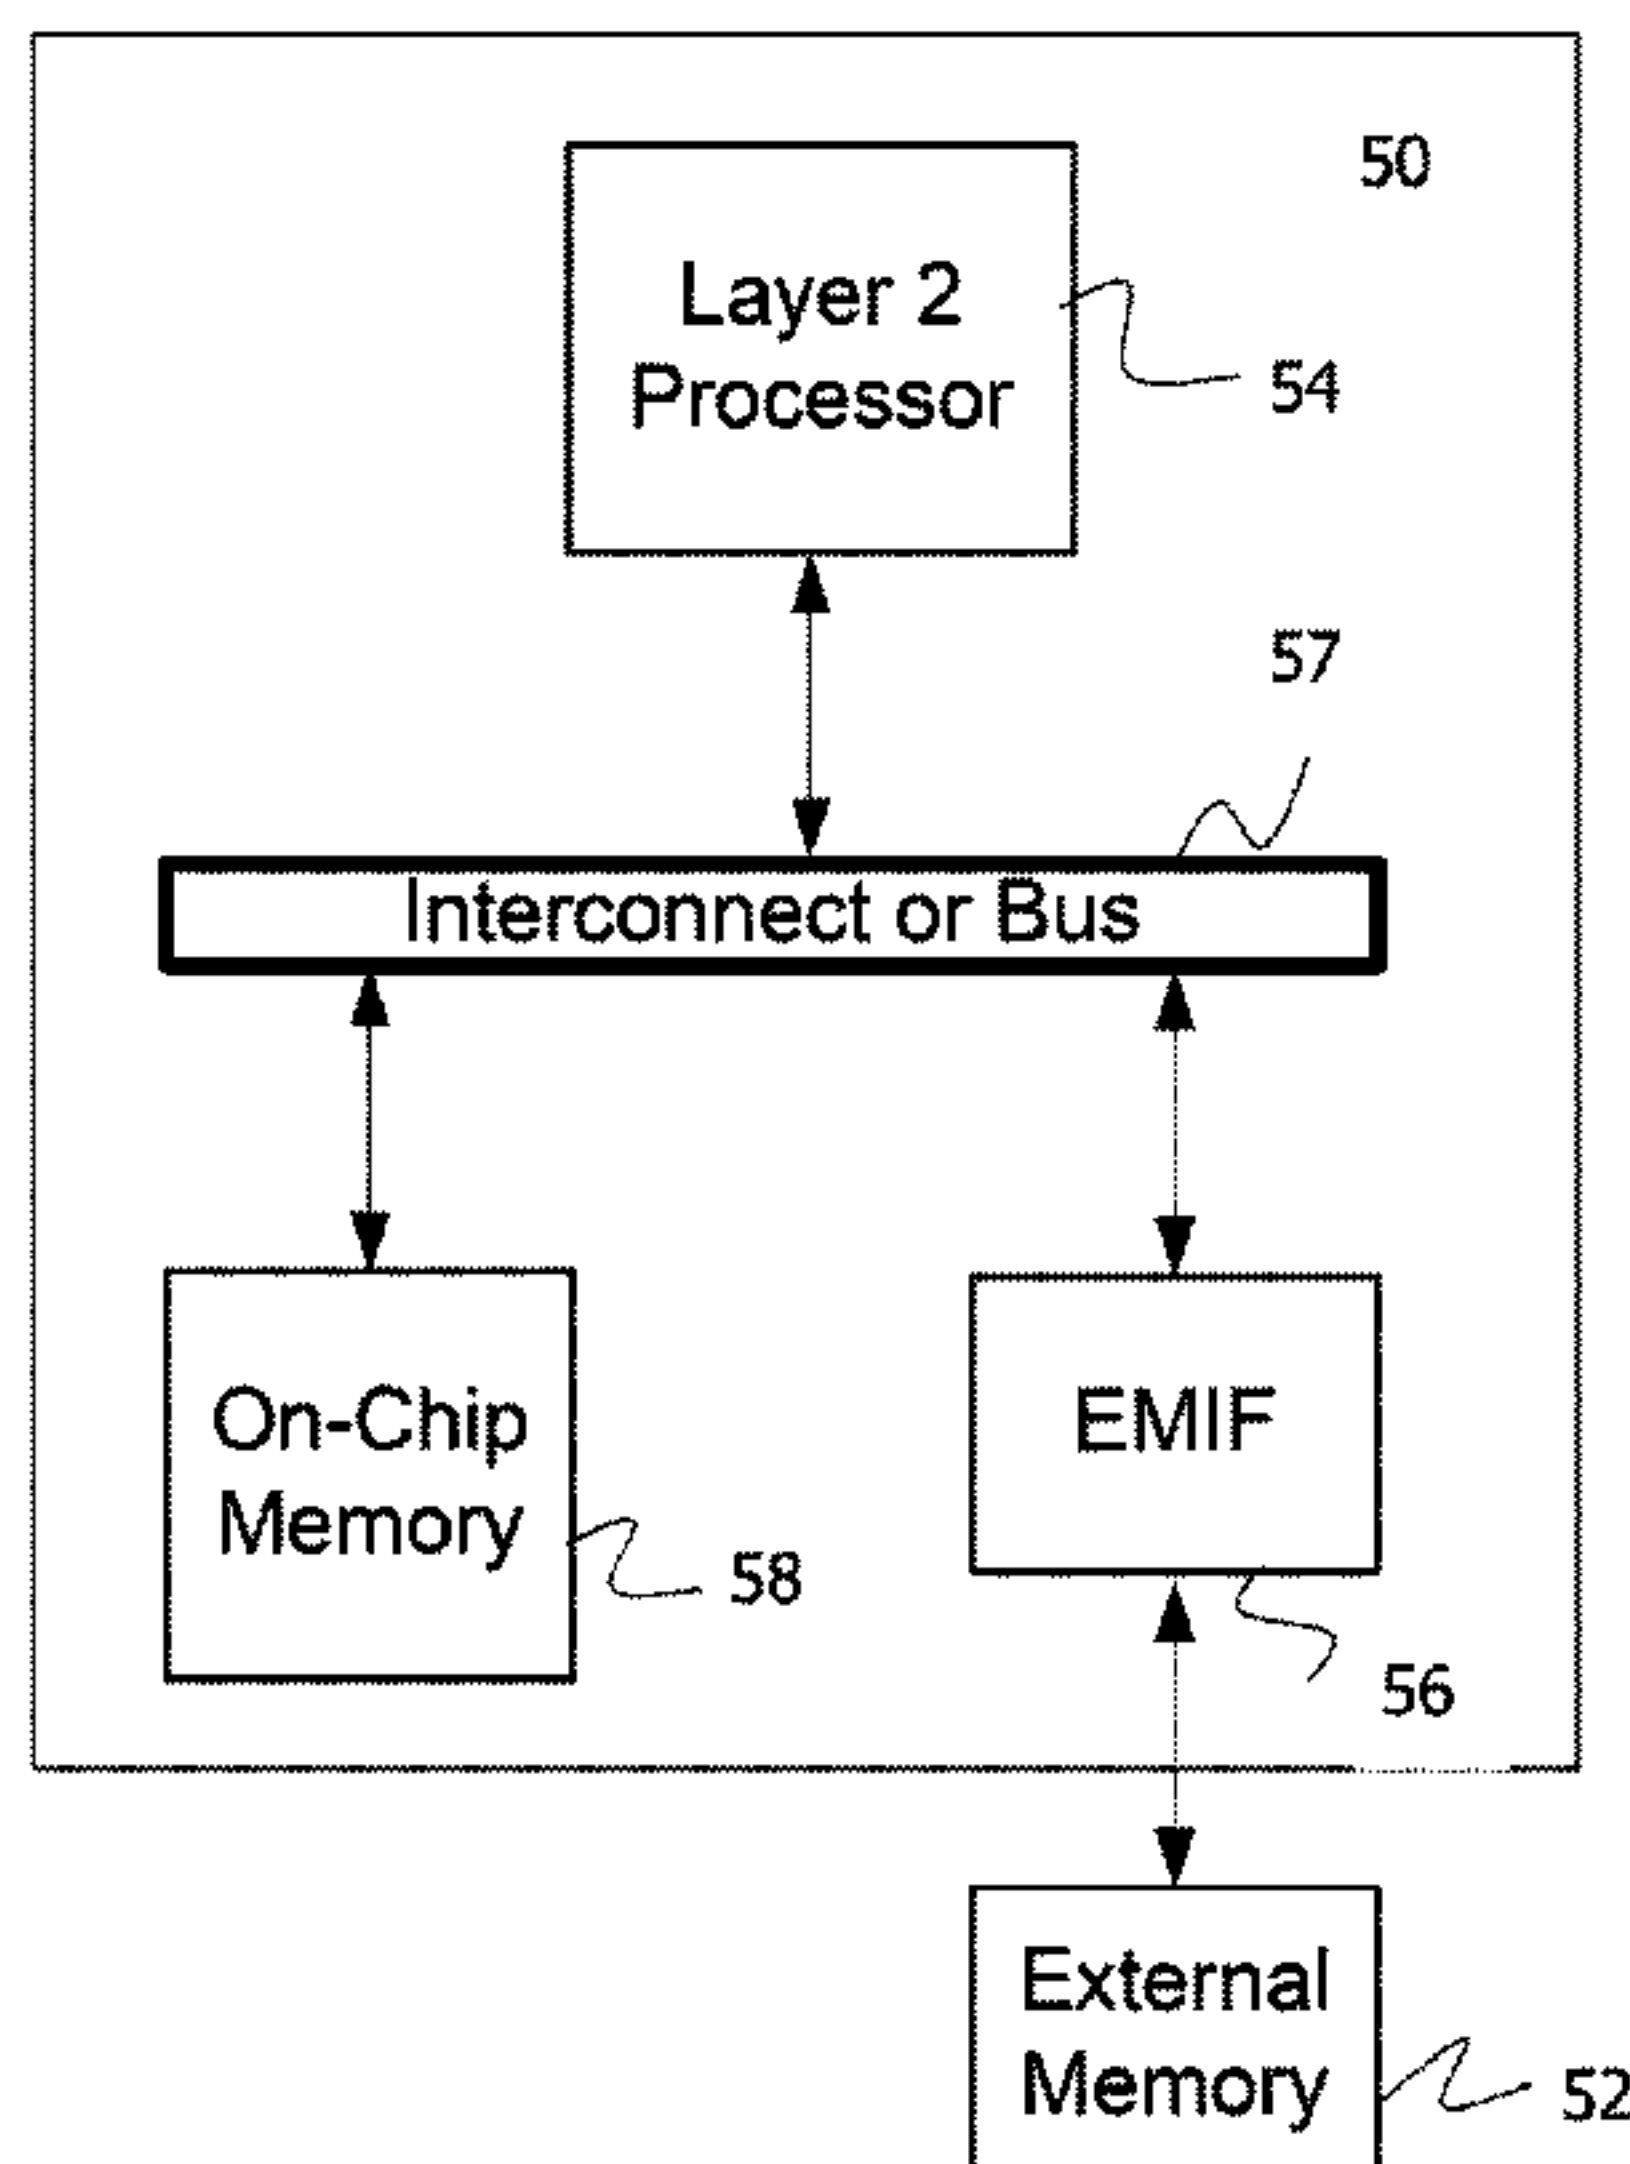 50
Layer 2
Processor
54
57
Interconnect or Bus
On-Chip
Memory
58
EMIF
56
External
Memory
52